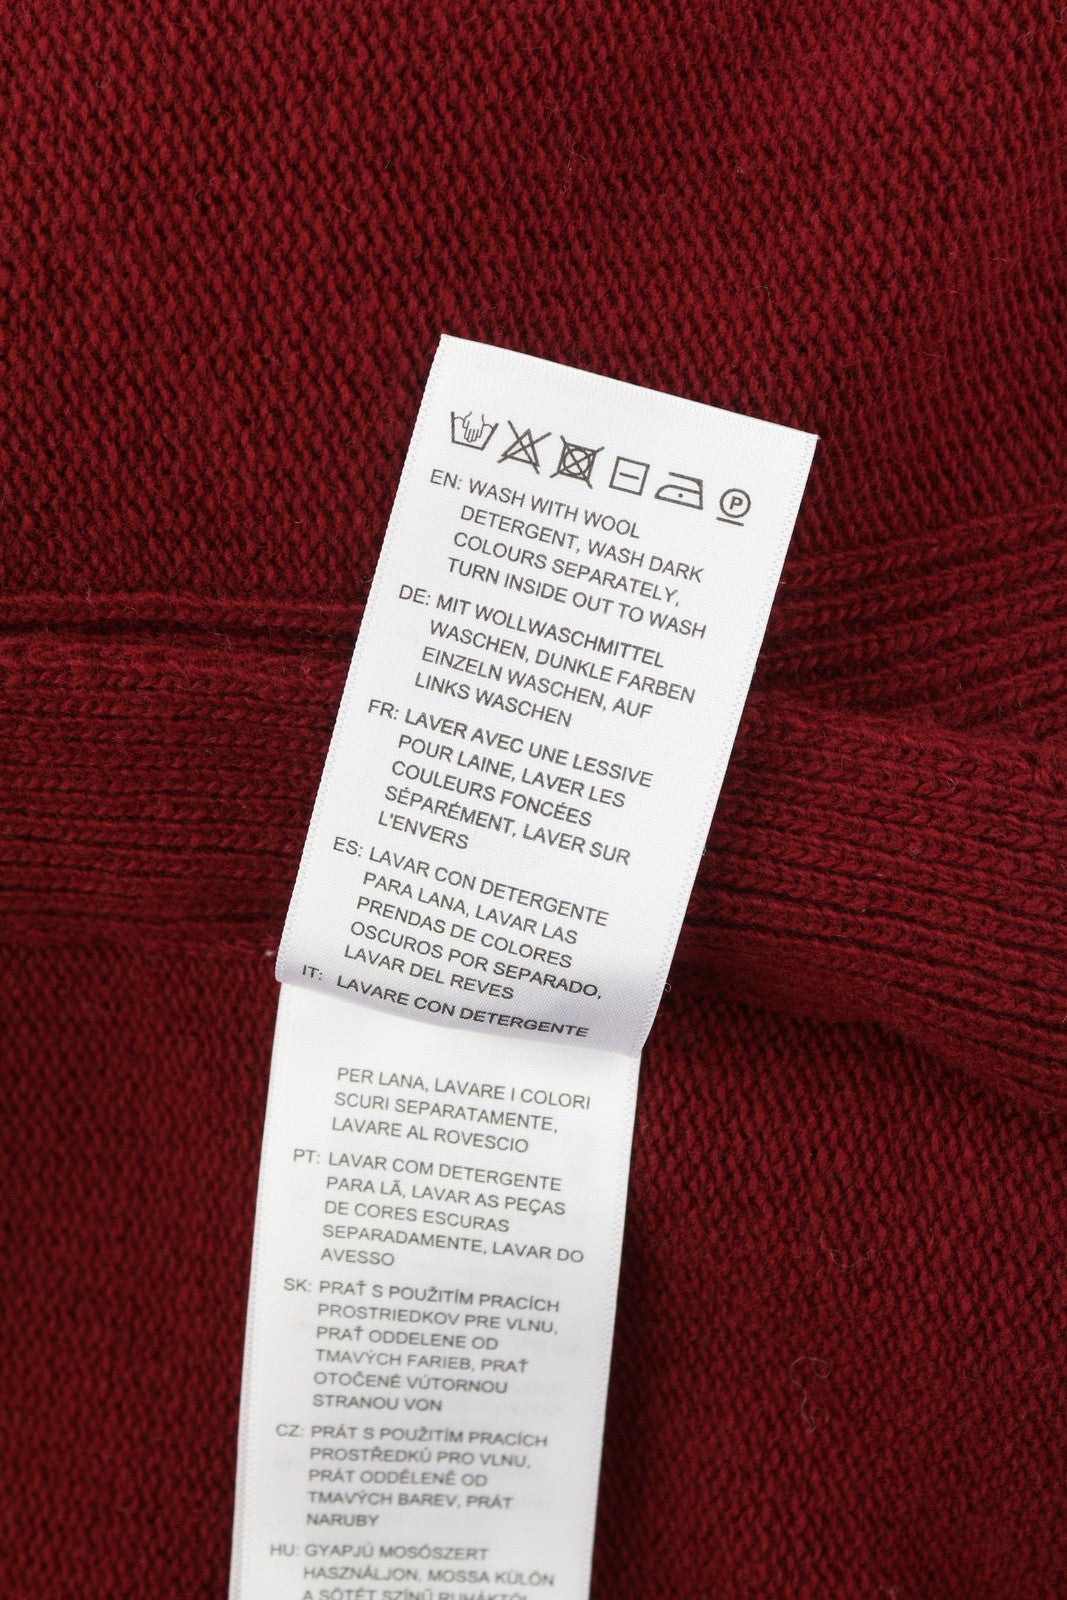 P
EN: WASH WITH WOOL
DETERGENT, WASH DARK
COLOURS SEPARATELY,
TURN INSIDE OUT TO WASH
DE: MIT WOLLWASCHMITTEL
WASCHEN, DUNKLE FARBEN
EINZELN WASCHEN, AUF
LINKS WASCHEN
FR: LAVER AVEC UNE LESSIVE
POUR LAINE, LAVER LES
COULEURS FONCÉES
SÉPARÉMENT, LAVER SUR
L'ENVERS
ES: LAVAR CON DETERGENTE
PARA LANA, LAVAR LAS
PRENDAS DE COLORES
OSCUROS POR SEPARADO,
LAVAR DEL REVES
IT: LAVARE CON DETERGENTE
PER LANA, LAVARE I COLORI
SCURI SEPARATAMENTE,
LAVARE AL ROVESCIO
PT: LAVAR COM DETERGENTE
PARA LÃ, LAVAR AS PEÇAS
DE CORES ESCURAS
SEPARADAMENTE, LAVAR DO
AVESSO
SK: PRAŤ S POUŽITÍM PRACÍCH
PROSTRIEDKOV PRE VLNU,
PRAŤ ODDELENE OD
TMAVÝCH FARIEB, PRAŤ
OTOČENÉ VÚTORNOU
STRANOU VON
CZ: PRÁT S POUŽITÍM PRACÍCH
PROSTŘEDKŮ PRO VLNU,
PRÁT ODDĚLENĚ OD
TMAVÝCH BAREV, PRÁT
NARUBY
HU: GYAPJÚ MOSÓSZERT
HASZNÁLJON, MOSSA KÜLÖN
A SÖTÉT SZÍNŰ RUHÁKTÓL